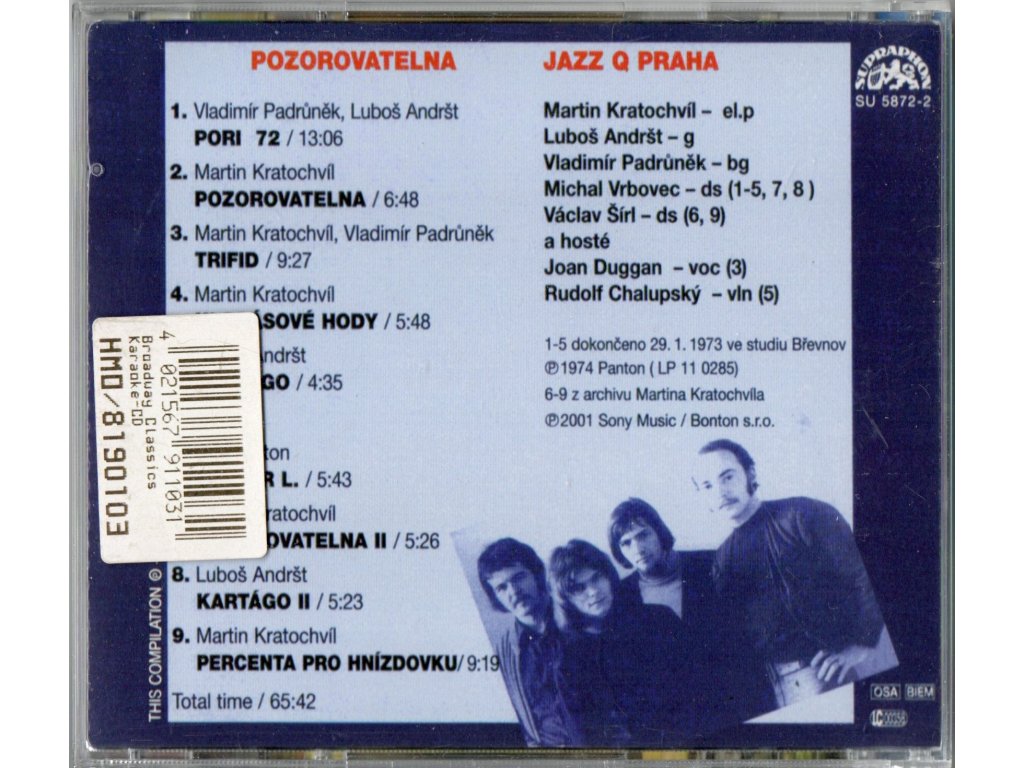 POZOROVATELNA
1. Vladimír Padrůněk, Luboš Andršt
PORI 72 / 13:06
2. Martin Kratochvíl
POZOROVATELNA / 6:48
3. Martin Kratochvíl, Vladimír Padrůněk
TRIFID / 9:27
4. Martin Kratochvíl
ÁSOVÉ HODY / 5:48
Andršt
GO / 4:35
ton
R L. / 5:43
ratochvíl
OVATELNA II / 5:26
8. Luboš Andršt
KARTÁGO II / 5:23
9. Martin Kratochvíl
PERCENTA PRO HNÍZDOVKU/ 9:19
Total time / 65:42
JAZZ Q PRAHA
Martin Kratochvíl – el.p
Luboš Andršt – g
Vladimír Padrůněk – bg
Michal Vrbovec – ds (1-5, 7, 8 )
Václav Šírl – ds (6, 9)
a hosté
Joan Duggan – voc (3)
Rudolf Chalupský – vln (5)
1-5 dokončeno 29. 1. 1973 ve studiu Břevnov
℗1974 Panton ( LP 11 0285)
6-9 z archivu Martina Kratochvíla
℗2001 Sony Music / Bonton s.r.o.
SUPRAPHON
SU 5872-2
THIS COMPILATION ©
4 021567 911031
Broadway Classics
Karaoke-CD
HMD/8190103
OSA BIEM